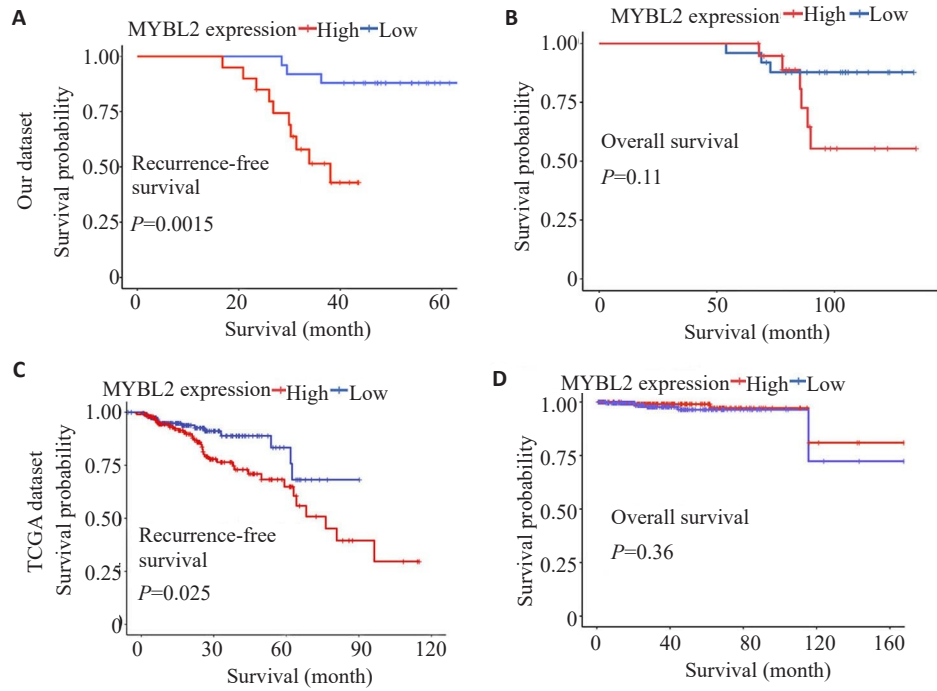 A
MYBL2 expression High Low
Our dataset
Survival probability
1.00
0.75
0.50
0.25
0
Recurrence-free
survival
P=0.0015
0 20 40 60
Survival (month)
B
MYBL2 expression High Low
Survival probability
1.00
0.75
0.50
0.25
0
Overall survival
P=0.11
0 50 100
Survival (month)
C
MYBL2 expression High Low
TCGA dataset
Survival probability
1.00
0.75
0.50
0.25
0
Recurrence-free
survival
P=0.025
0 30 60 90 120
Survival (month)
D
MYBL2 expression High Low
Survival probability
1.00
0.75
0.50
0.25
0
Overall survival
P=0.36
0 40 80 120 160
Survival (month)